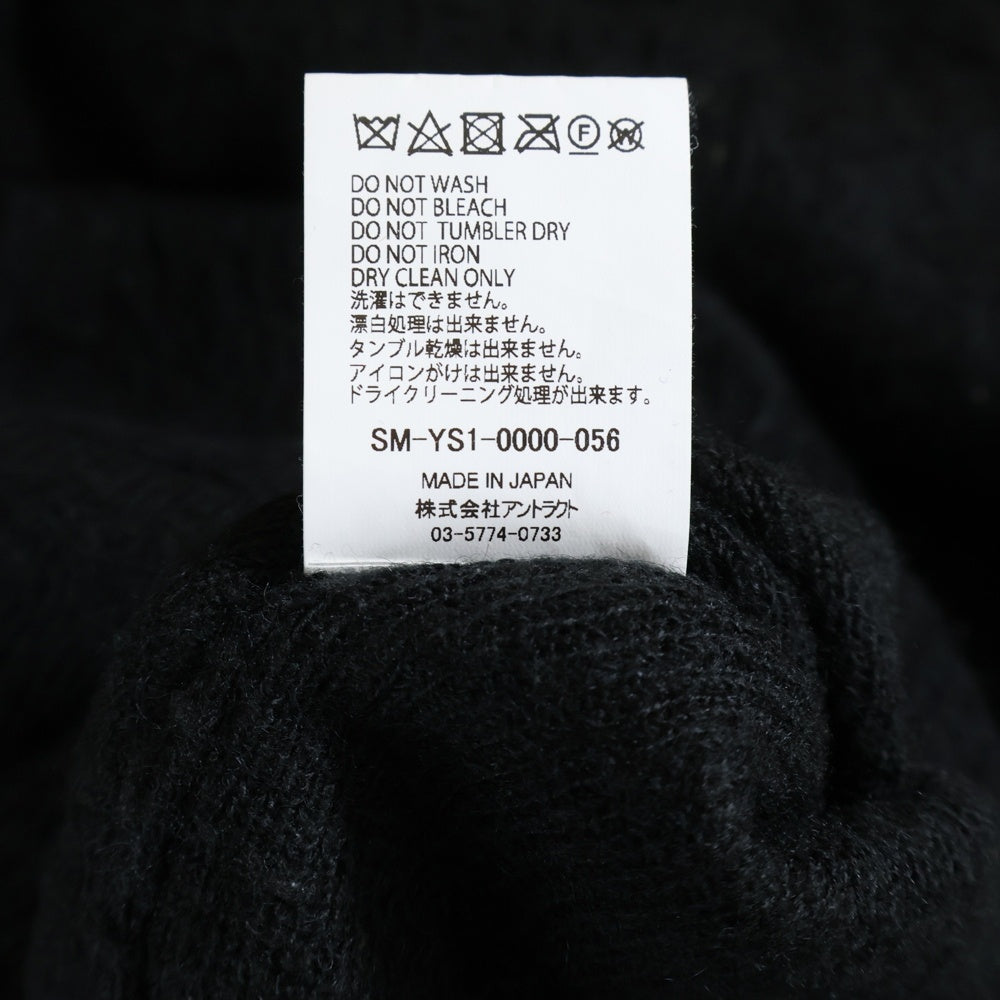 DO NOT WASH
DO NOT BLEACH
DO NOT TUMBLER DRY
DO NOT IRON
DRY CLEAN ONLY
洗濯はできません。
漂白処理は出来ません。
タンブル乾燥は出来ません。
アイロンがけは出来ません。
ドライクリーニング処理が出来ます。
SM-YS1-0000-056
MADE IN JAPAN
株式会社アントラクト
03-5774-0733